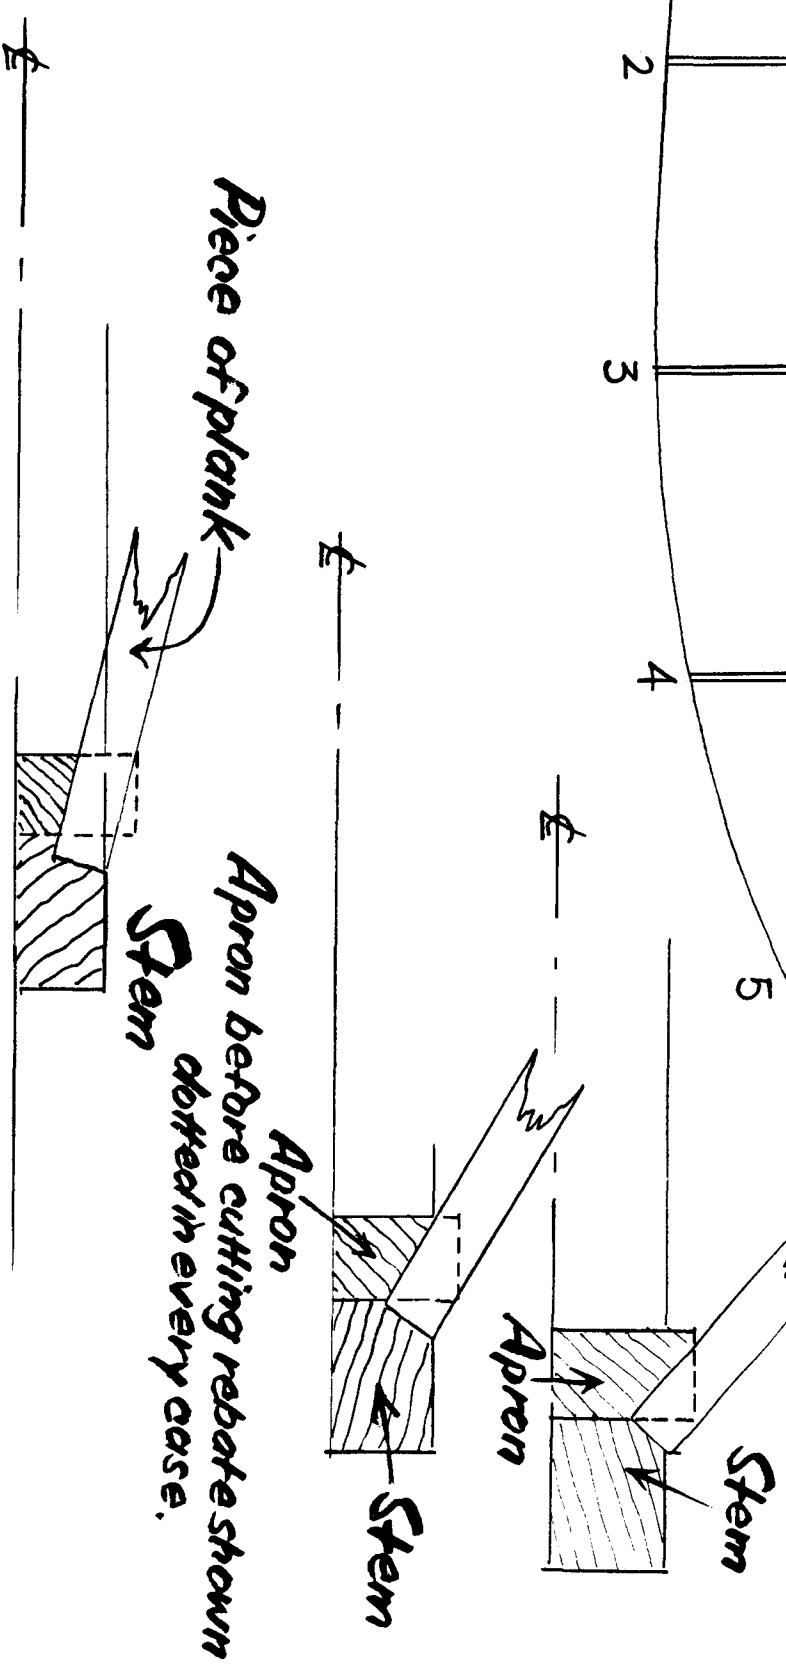 2
3
4
5
℄
Piece of plank
℄
℄
Stem
Apron before cutting rebate shown
dotted in every case.
Apron
Stem
Apron
Stem